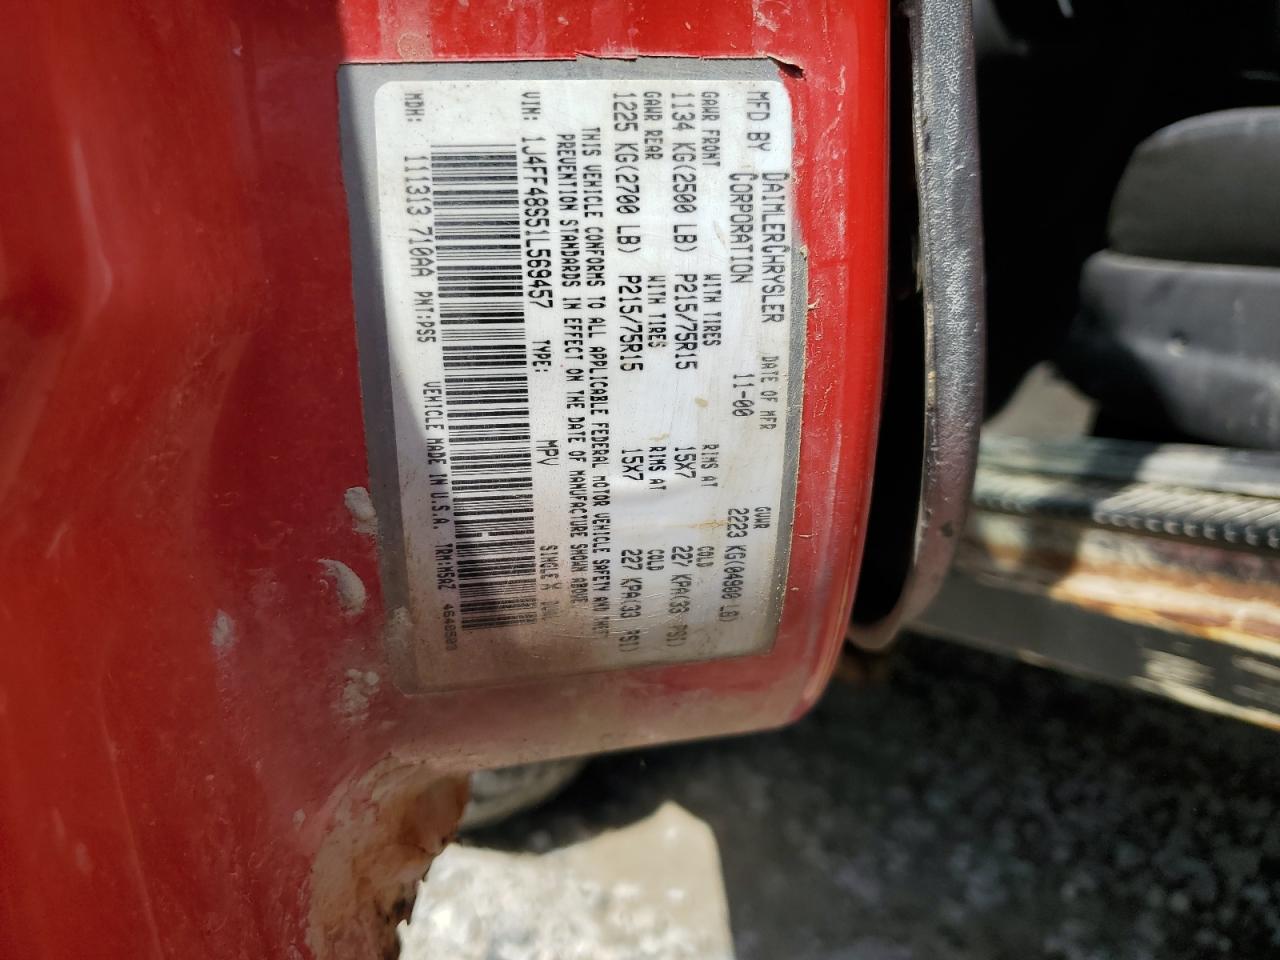 MFD BY DAIMLERCHRYSLER CORPORATION DATE OF MFR 11-00 GVWR 2223 KG(04900 LB)
GAWR FRONT WITH TIRES RIMS AT COLD
1134 KG(2500 LB) P215/75R15 15X7 227 KPA(33 PSI)
GAWR REAR WITH TIRES RIMS AT COLD
1225 KG(2700 LB) P215/75R15 15X7 227 KPA(33 PSI)
THIS VEHICLE CONFORMS TO ALL APPLICABLE FEDERAL MOTOR VEHICLE SAFETY AND THEFT
PREVENTION STANDARDS IN EFFECT ON THE DATE OF MANUFACTURE SHOWN ABOVE.
VIN: 1J4FF48S51L569457 TYPE: MPV SINGLE
MDH: 111313 710AA PNT:PS5 VEHICLE MADE IN U.S.A.